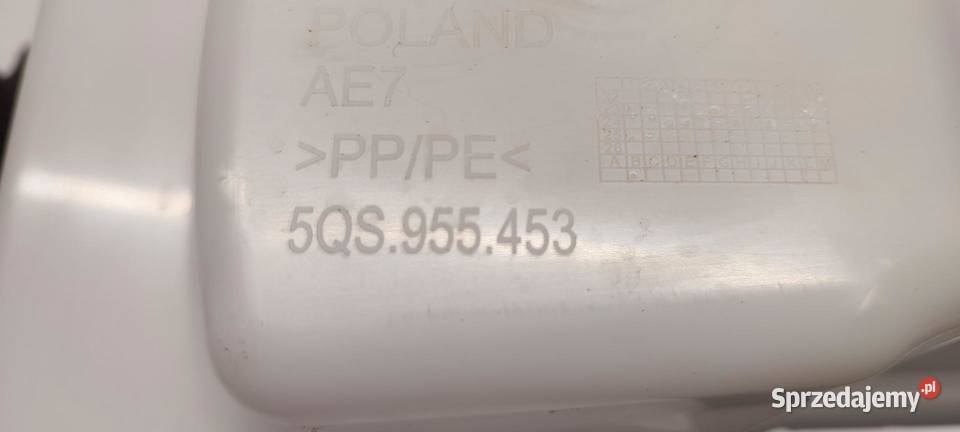 POLAND
AE7
>PP/PE<
5QS.955.453
A B C D E F G H I J K L M
Sprzedajemy.pl